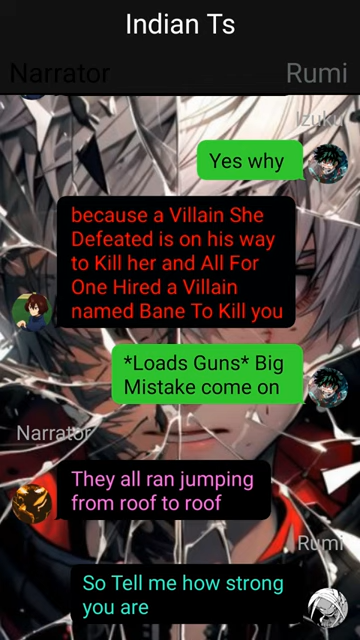 Indian Ts
Narrator
Rumi
Izuku
Yes why
because a Villain She
Defeated is on his way
to Kill her and All For
One Hired a Villain
named Bane To Kill you
*Loads Guns* Big
Mistake come on
Narrator
They all ran jumping
from roof to roof
Rumi
So Tell me how strong
you are